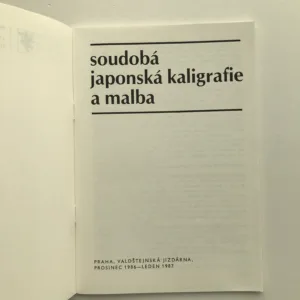 soudobá
japonská kaligrafie
a malba
PRAHA, VALDŠTEJNSKÁ JÍZDÁRNA,
PROSINEC 1986—LEDEN 1987